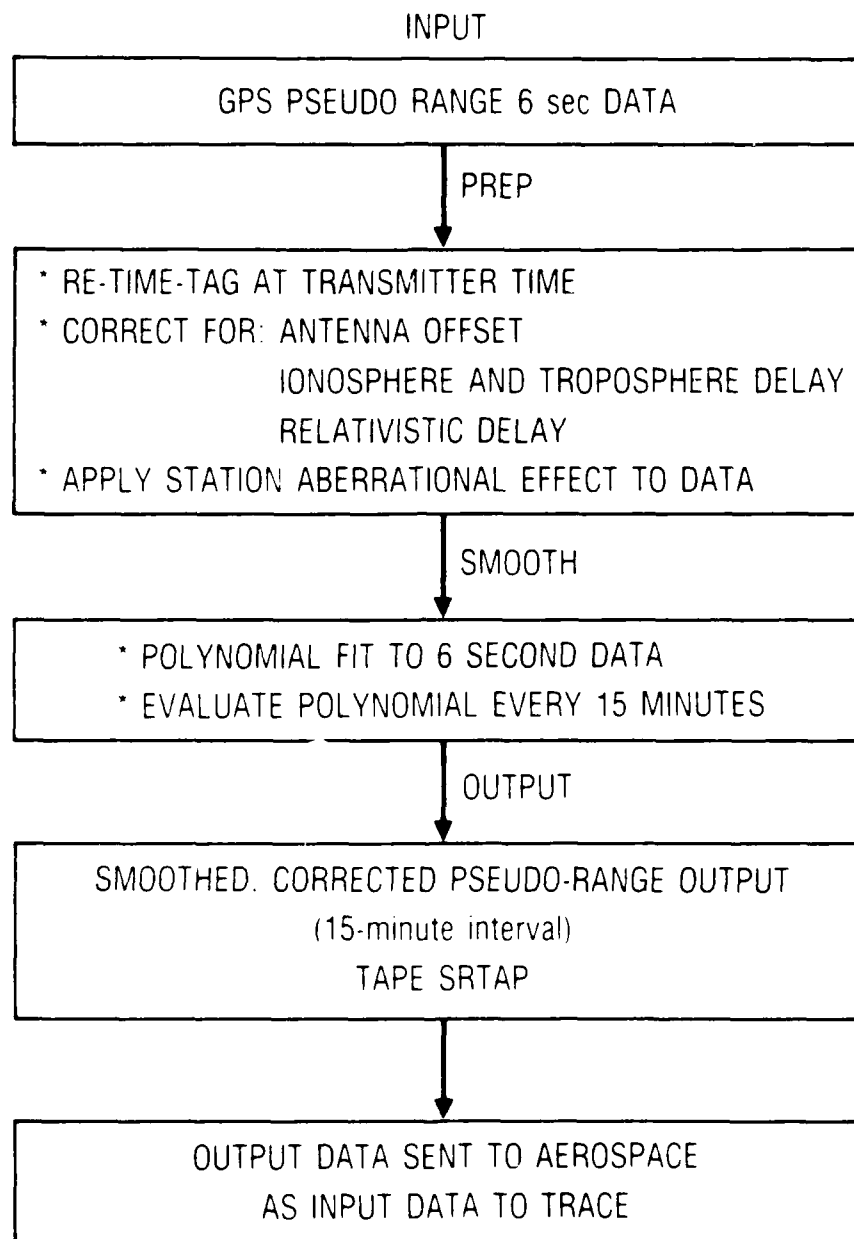 INPUT
GPS PSEUDO RANGE 6 sec DATA
PREP
* RE-TIME-TAG AT TRANSMITTER TIME
* CORRECT FOR: ANTENNA OFFSET
IONOSPHERE AND TROPOSPHERE DELAY
RELATIVISTIC DELAY
* APPLY STATION ABERRATIONAL EFFECT TO DATA
SMOOTH
* POLYNOMIAL FIT TO 6 SECOND DATA
* EVALUATE POLYNOMIAL EVERY 15 MINUTES
OUTPUT
SMOOTHED. CORRECTED PSEUDO-RANGE OUTPUT
(15-minute interval)
TAPE SRTAP
OUTPUT DATA SENT TO AEROSPACE
AS INPUT DATA TO TRACE